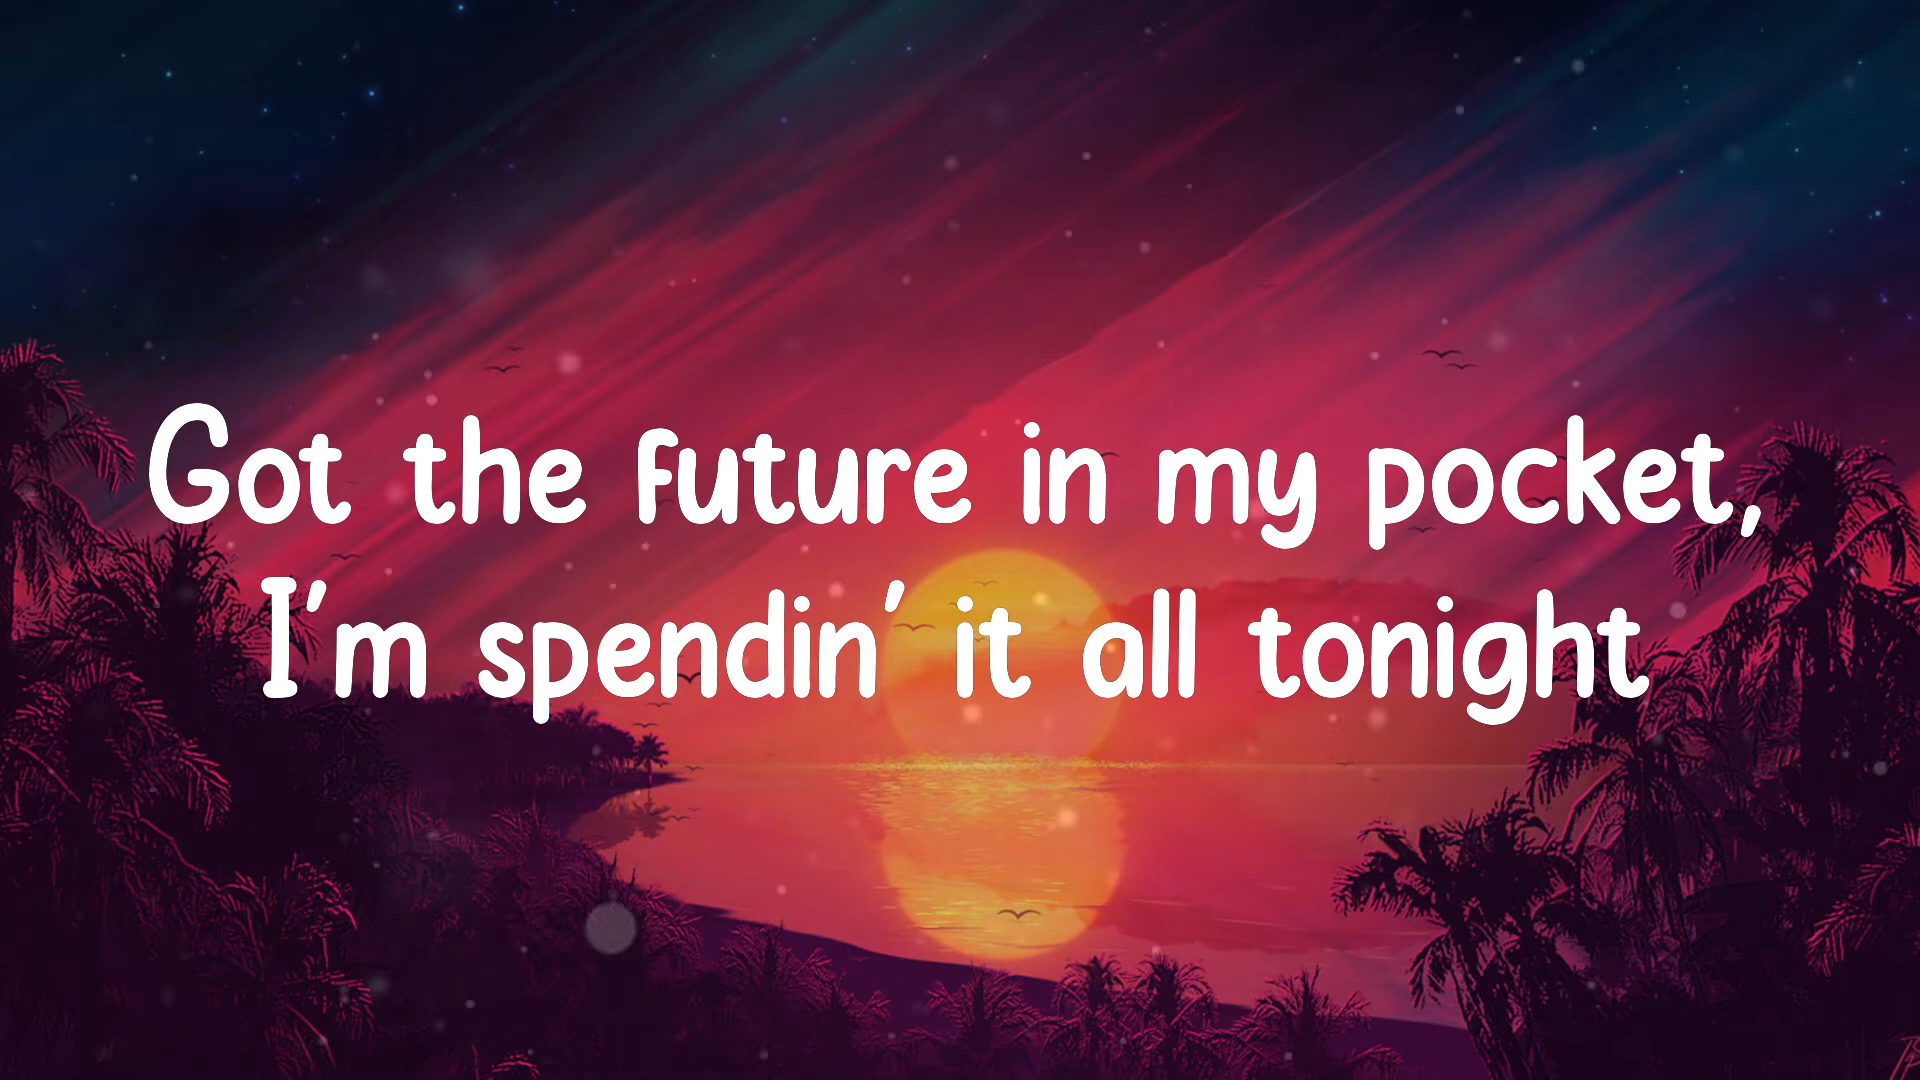 Got the future in my pocket,
I'm spendin' it all tonight